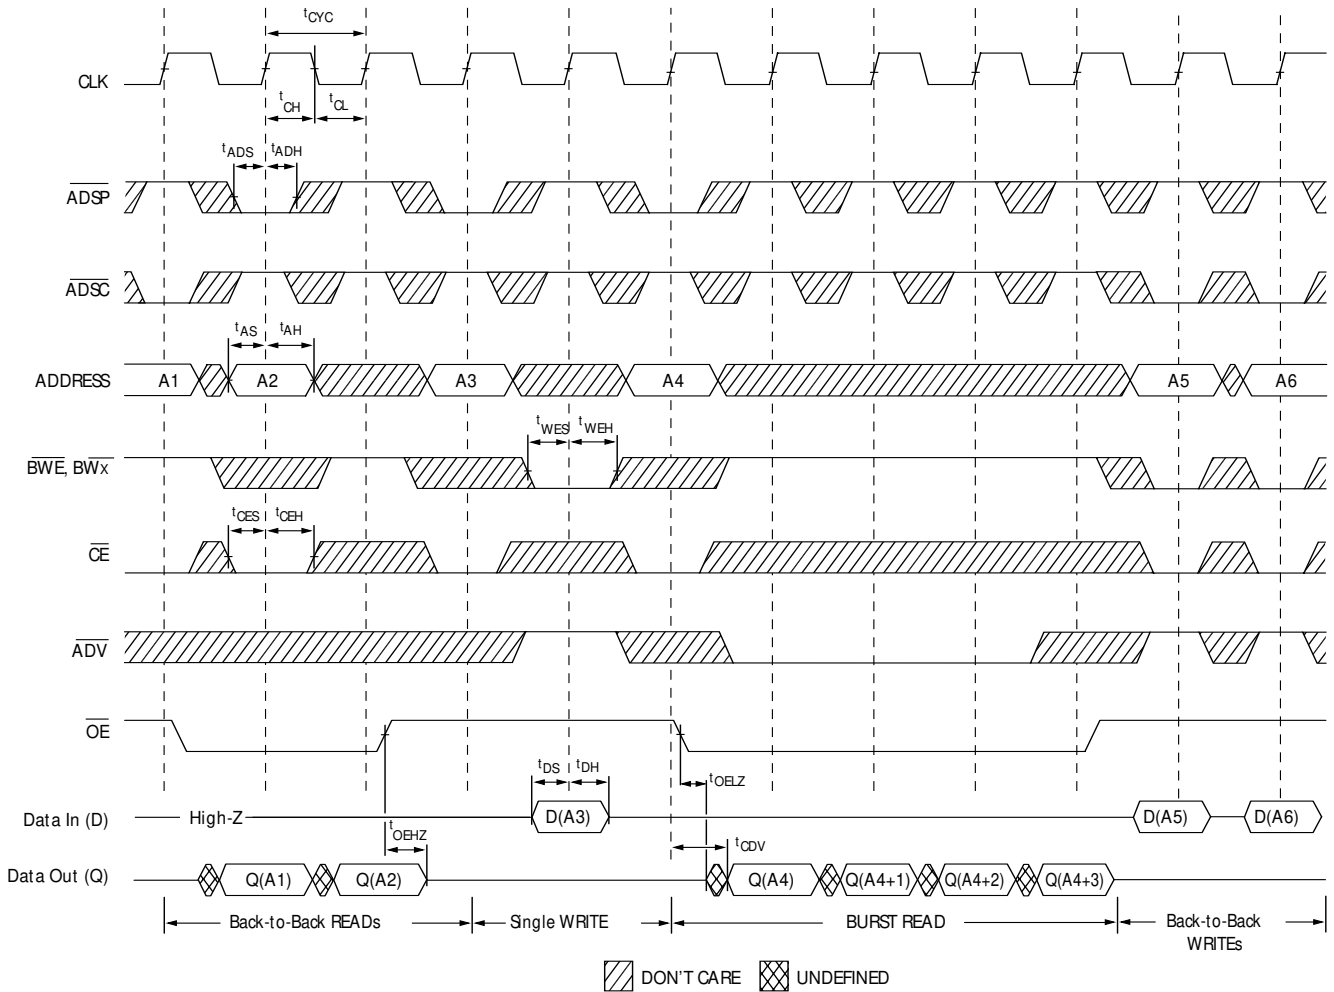 tCYC
CLK
tCH tCL
tADS tADH
ADSP
ADSC
tAS tAH
ADDRESS A1 A2 A3 A4 A5 A6
tWES tWEH
BWE, BWx
tCES tCEH
CE
ADV
OE
tDS tDH tOELZ
Data In (D) High-Z D(A3) D(A5) D(A6)
tOEHZ tCDV
Data Out (Q) Q(A1) Q(A2) Q(A4) Q(A4+1) Q(A4+2) Q(A4+3)
Back-to-Back READs Single WRITE BURST READ Back-to-Back
WRITEs
DON'T CARE UNDEFINED